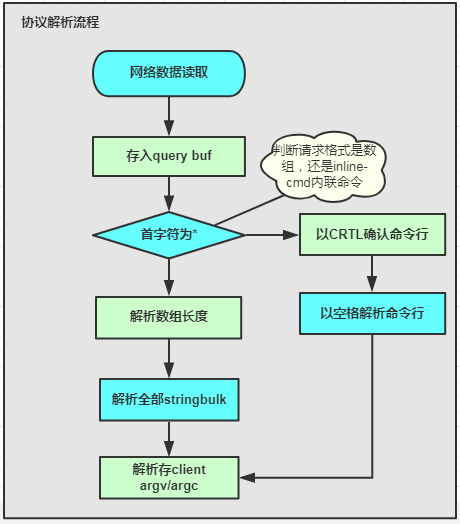 协议解析流程
网络数据读取
存入query buf
判断请求格式是数
组，还是inline-
cmd内联命令
首字符为*
以CRTL确认命令行
解析数组长度
以空格解析命令行
解析全部stringbulk
解析存client
argv/argc